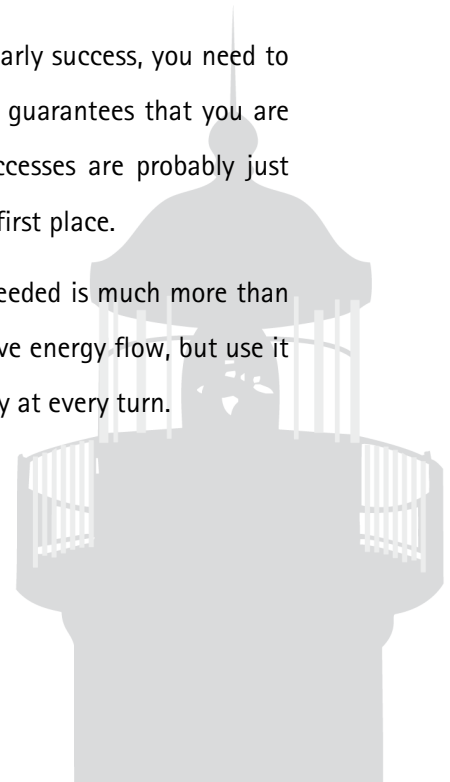 arly success, you need to
guarantees that you are
ccesses are probably just
first place.
eeded is much more than
ve energy flow, but use it
y at every turn.